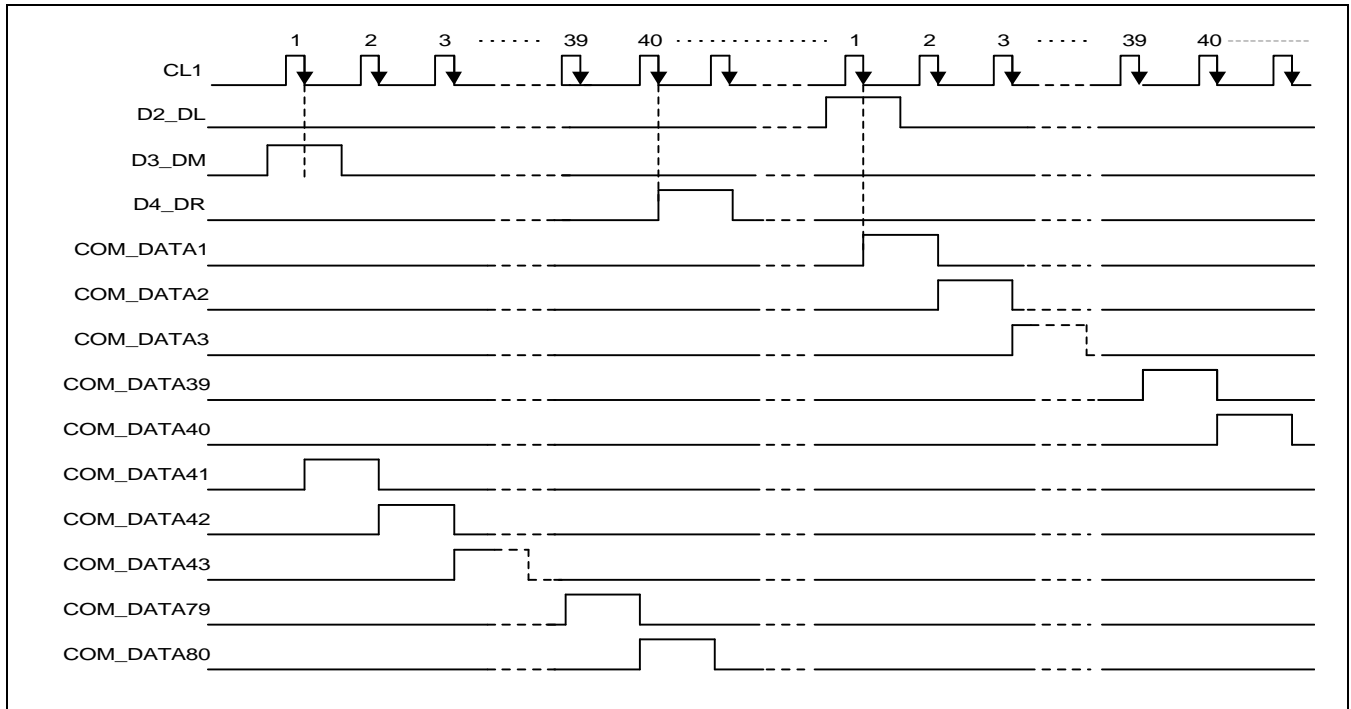 1 2 3 ...... 39 40 ............ 1 2 3 ..... 39 40
CL1
D2_DL
D3_DM
D4_DR
COM_DATA1
COM_DATA2
COM_DATA3
COM_DATA39
COM_DATA40
COM_DATA41
COM_DATA42
COM_DATA43
COM_DATA79
COM_DATA80